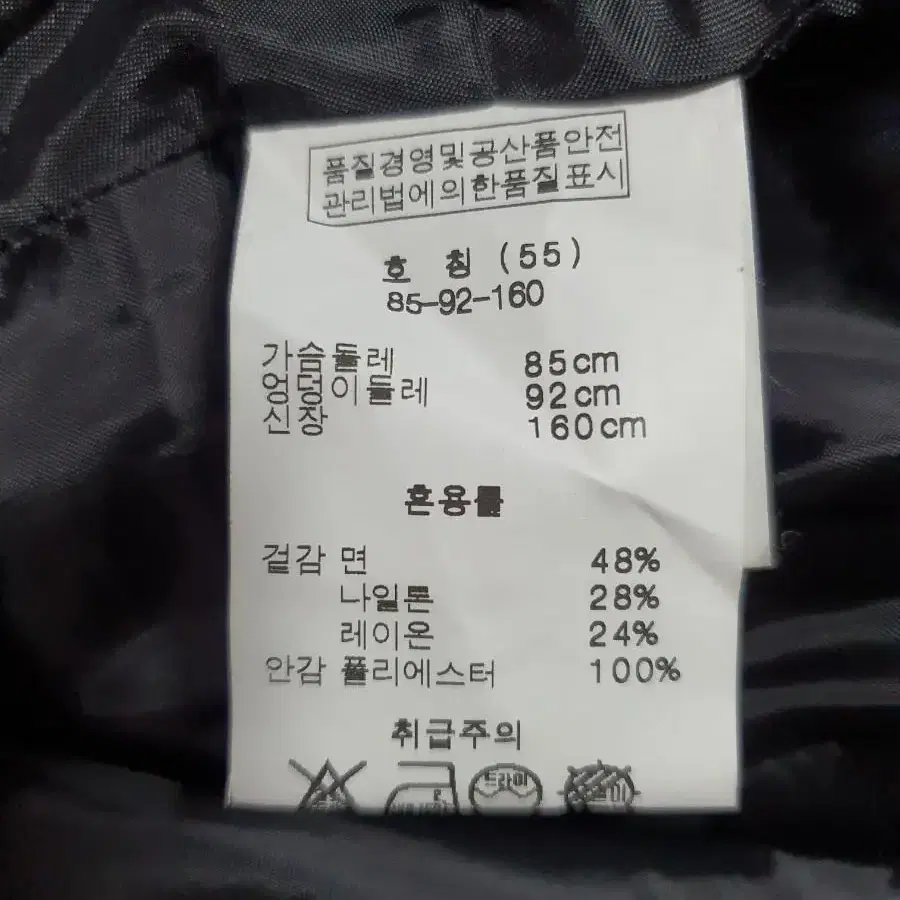 품질경영및공산품안전
관리법에의한품질표시
호 칭 (55)
85-92-160
가슴둘레 85cm
엉덩이둘레 92cm
신장 160cm
혼용률
겉감 면 48%
나일론 28%
레이온 24%
안감 폴리에스터 100%
취급주의
드라이